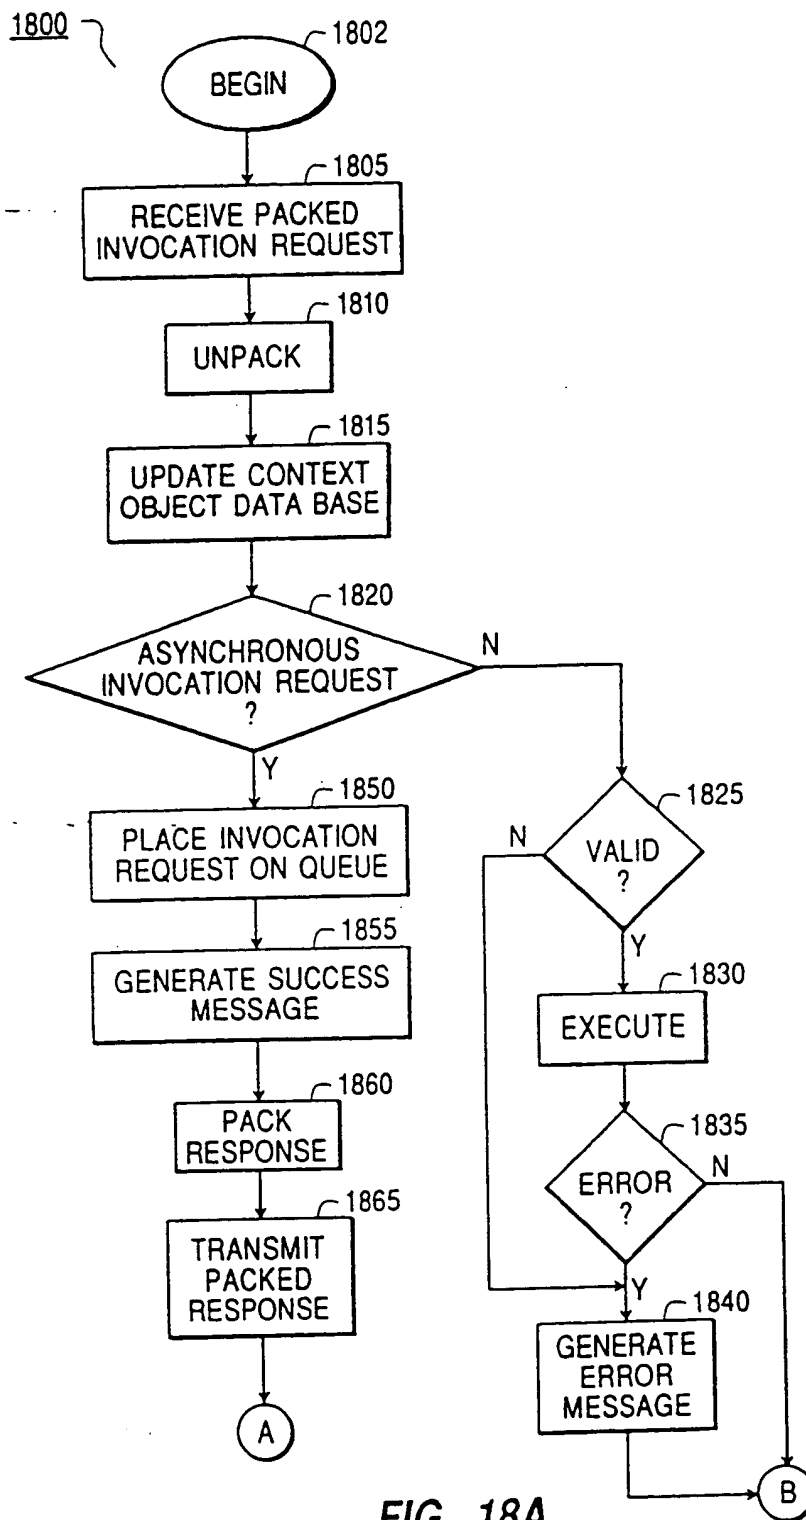 1800
1802
BEGIN
1805
RECEIVE PACKED
INVOCATION REQUEST
1810
UNPACK
1815
UPDATE CONTEXT
OBJECT DATA BASE
1820
ASYNCHRONOUS
INVOCATION REQUEST
?
N
Y
1850
PLACE INVOCATION
REQUEST ON QUEUE
1855
GENERATE SUCCESS
MESSAGE
1860
PACK
RESPONSE
1865
TRANSMIT
PACKED
RESPONSE
A
1825
VALID
?
N
Y
1830
EXECUTE
1835
ERROR
?
N
Y
1840
GENERATE
ERROR
MESSAGE
B
FIG. 18A